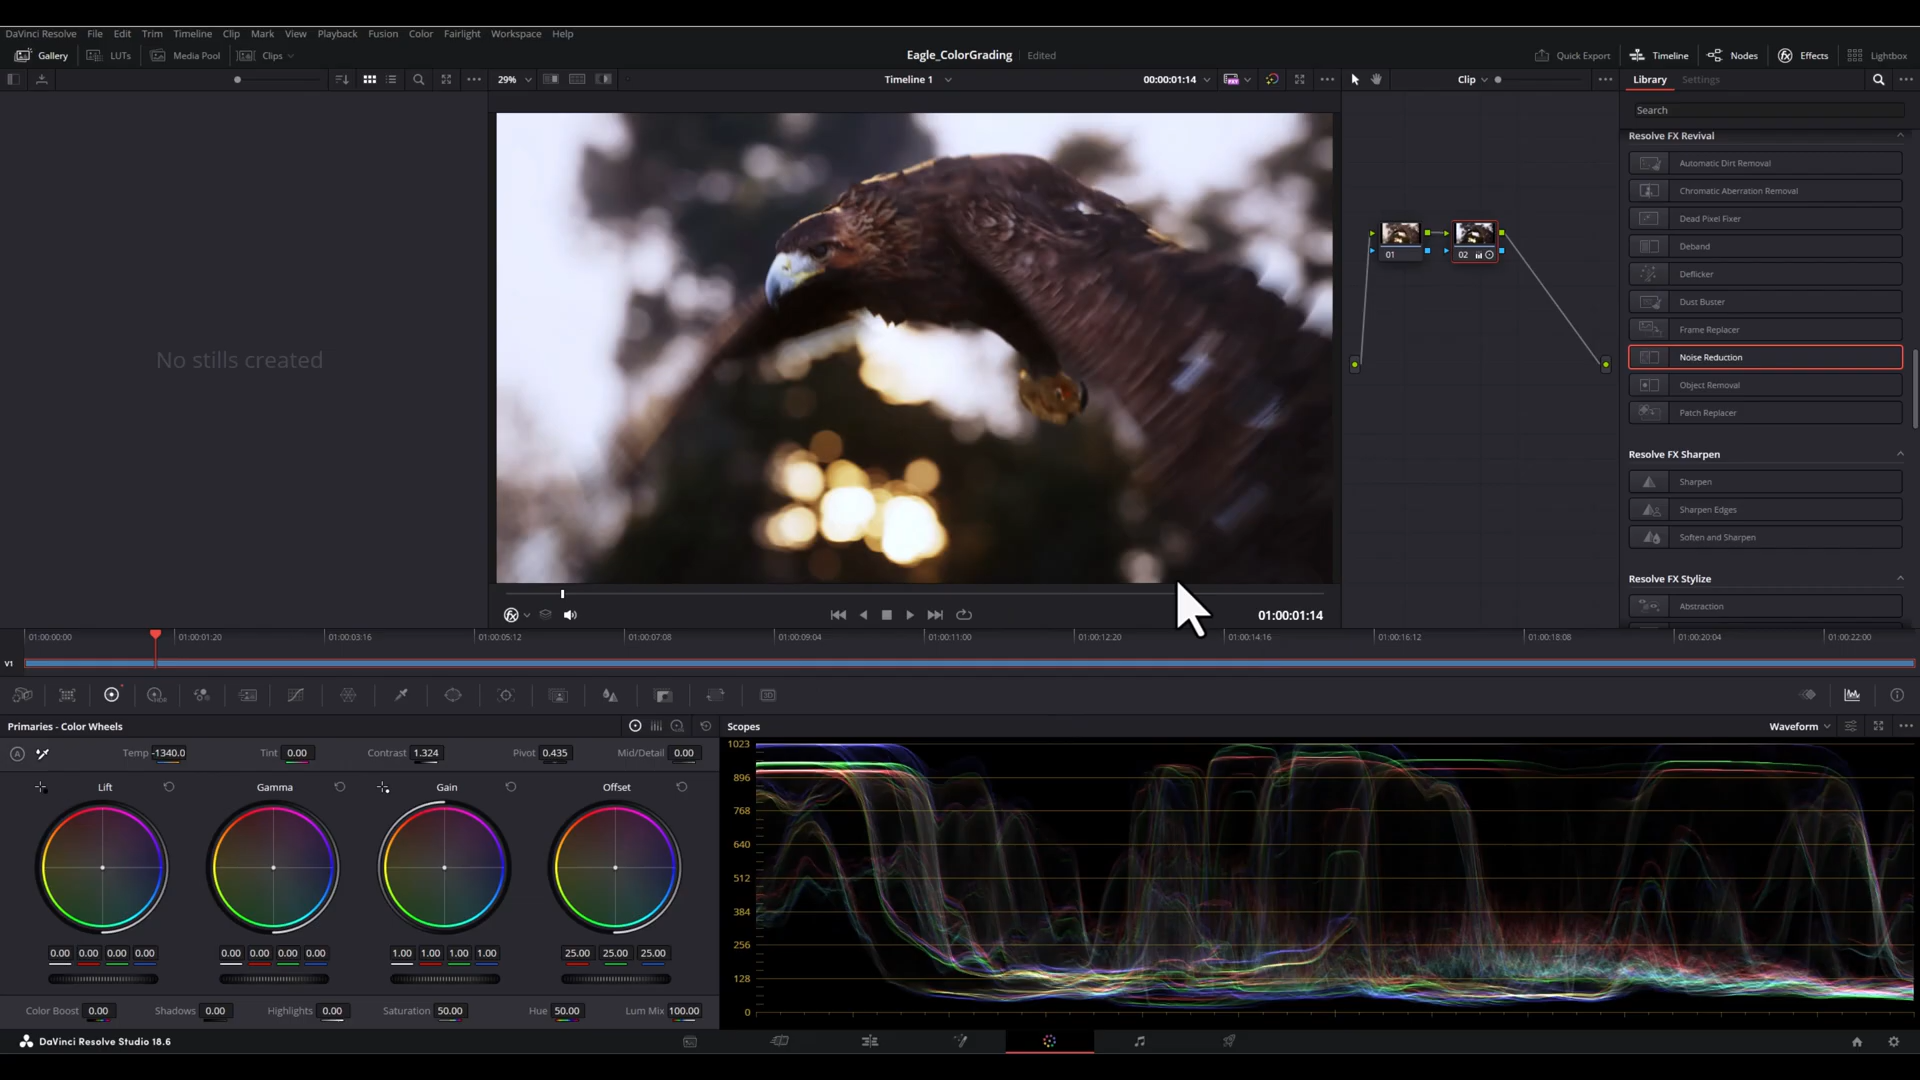 DaVinci Resolve File Edit Trim Timeline Clip Mark View Playback Fusion Color Fairlight Workspace Help
Gallery LUTs Media Pool Clips Eagle_ColorGrading Edited Quick Export Timeline Nodes Effects Lightbox
29% Timeline 1 00:00:01:14 Clip Library Settings
Search
Resolve FX Revival
Automatic Dirt Removal
Chromatic Aberration Removal
Dead Pixel Fixer
Deband
Deflicker
Dust Buster
Frame Replacer
Noise Reduction
Object Removal
Patch Replacer
Resolve FX Sharpen
Sharpen
Sharpen Edges
Soften and Sharpen
Resolve FX Stylize
Abstraction
No stills created
01 02
01:00:01:14
01:00:00:00 01:00:01:20 01:00:03:16 01:00:05:12 01:00:07:08 01:00:09:04 01:00:11:00 01:00:12:20 01:00:14:16 01:00:16:12 01:00:18:08 01:00:20:04 01:00:22:00
V1
HDR
3D
Primaries - Color Wheels
A Temp -1340.0 Tint 0.00 Contrast 1.324 Pivot 0.435 Mid/Detail 0.00
Lift Gamma Gain Offset
0.00 0.00 0.00 0.00 0.00 0.00 0.00 0.00 1.00 1.00 1.00 1.00 25.00 25.00 25.00
Color Boost 0.00 Shadows 0.00 Highlights 0.00 Saturation 50.00 Hue 50.00 Lum Mix 100.00
Scopes Waveform
1023
896
768
640
512
384
256
128
0
DaVinci Resolve Studio 18.6